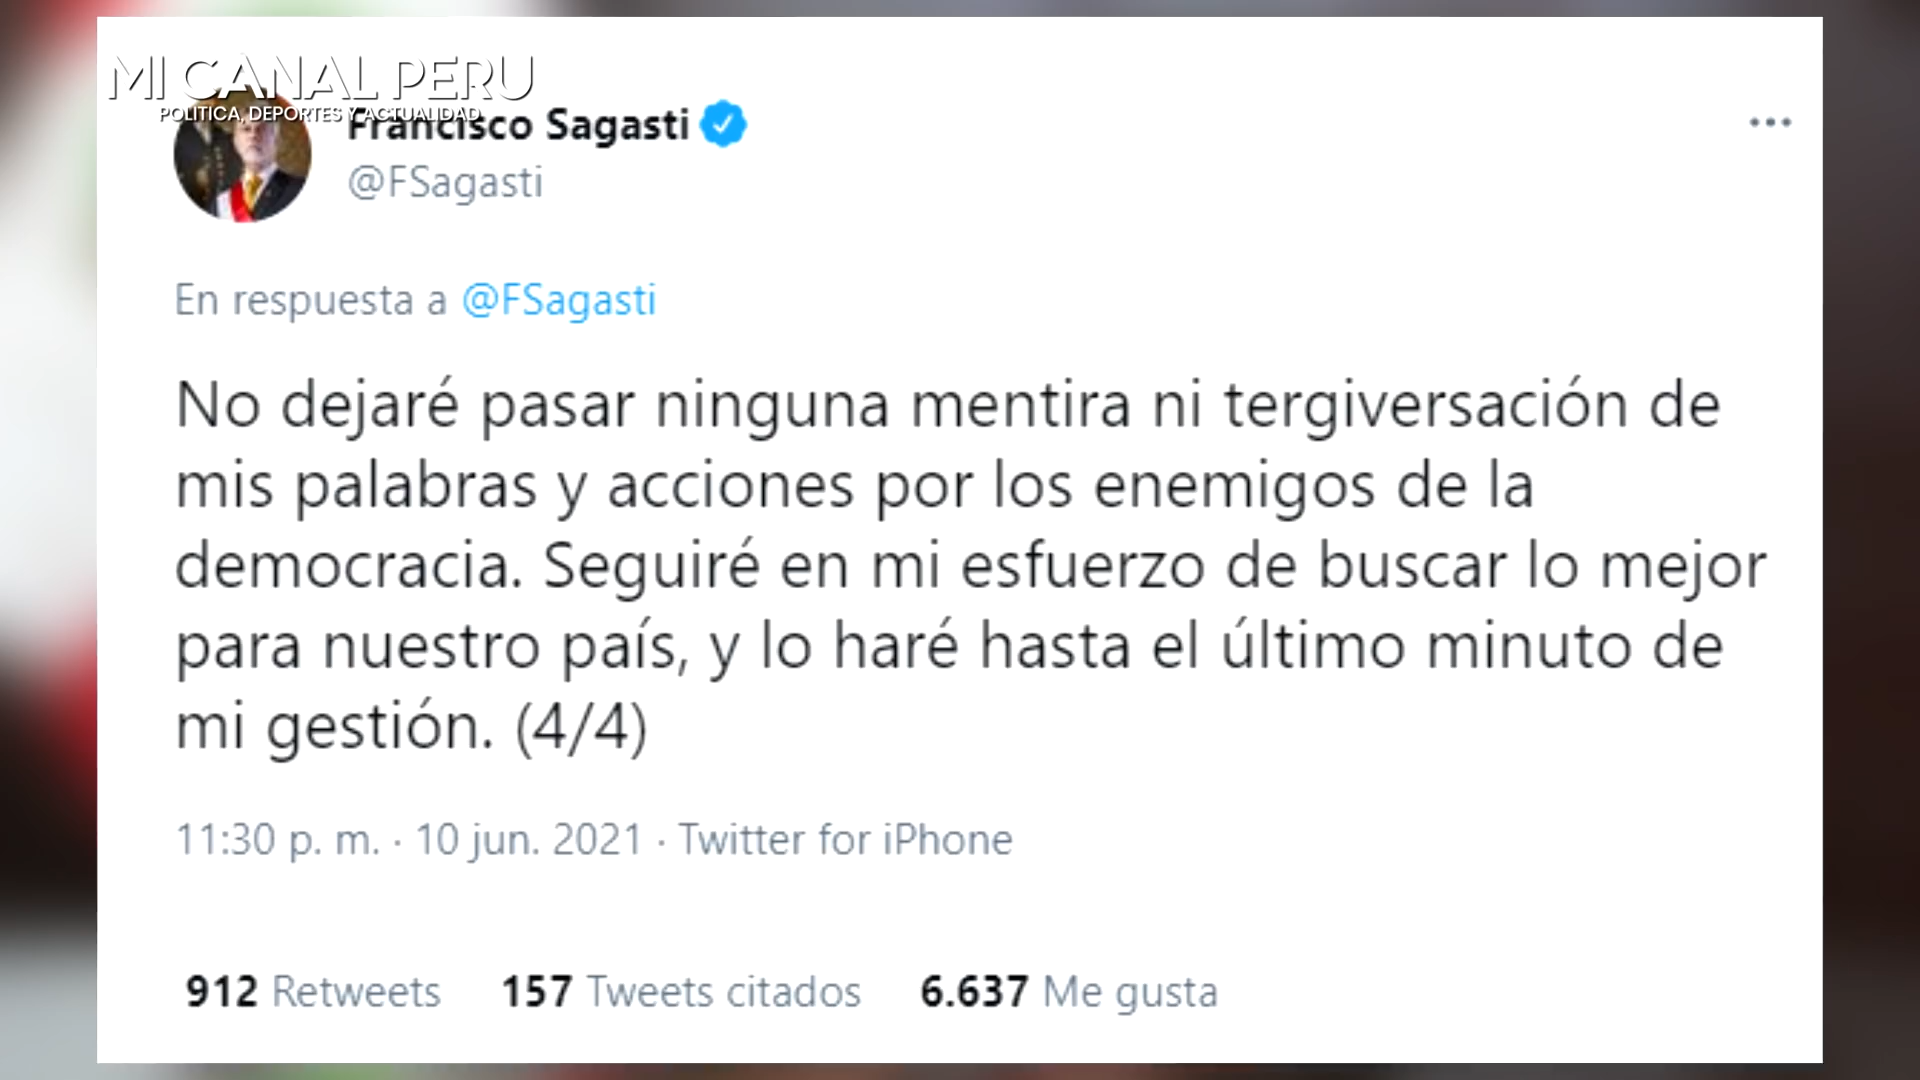 MI CANAL PERU
POLÍTICA, DEPORTES Y ACTUALIDAD
Francisco Sagasti
@FSagasti
En respuesta a @FSagasti
No dejaré pasar ninguna mentira ni tergiversación de
mis palabras y acciones por los enemigos de la
democracia. Seguiré en mi esfuerzo de buscar lo mejor
para nuestro país, y lo haré hasta el último minuto de
mi gestión. (4/4)
11:30 p. m. · 10 jun. 2021 · Twitter for iPhone
912 Retweets 157 Tweets citados 6.637 Me gusta